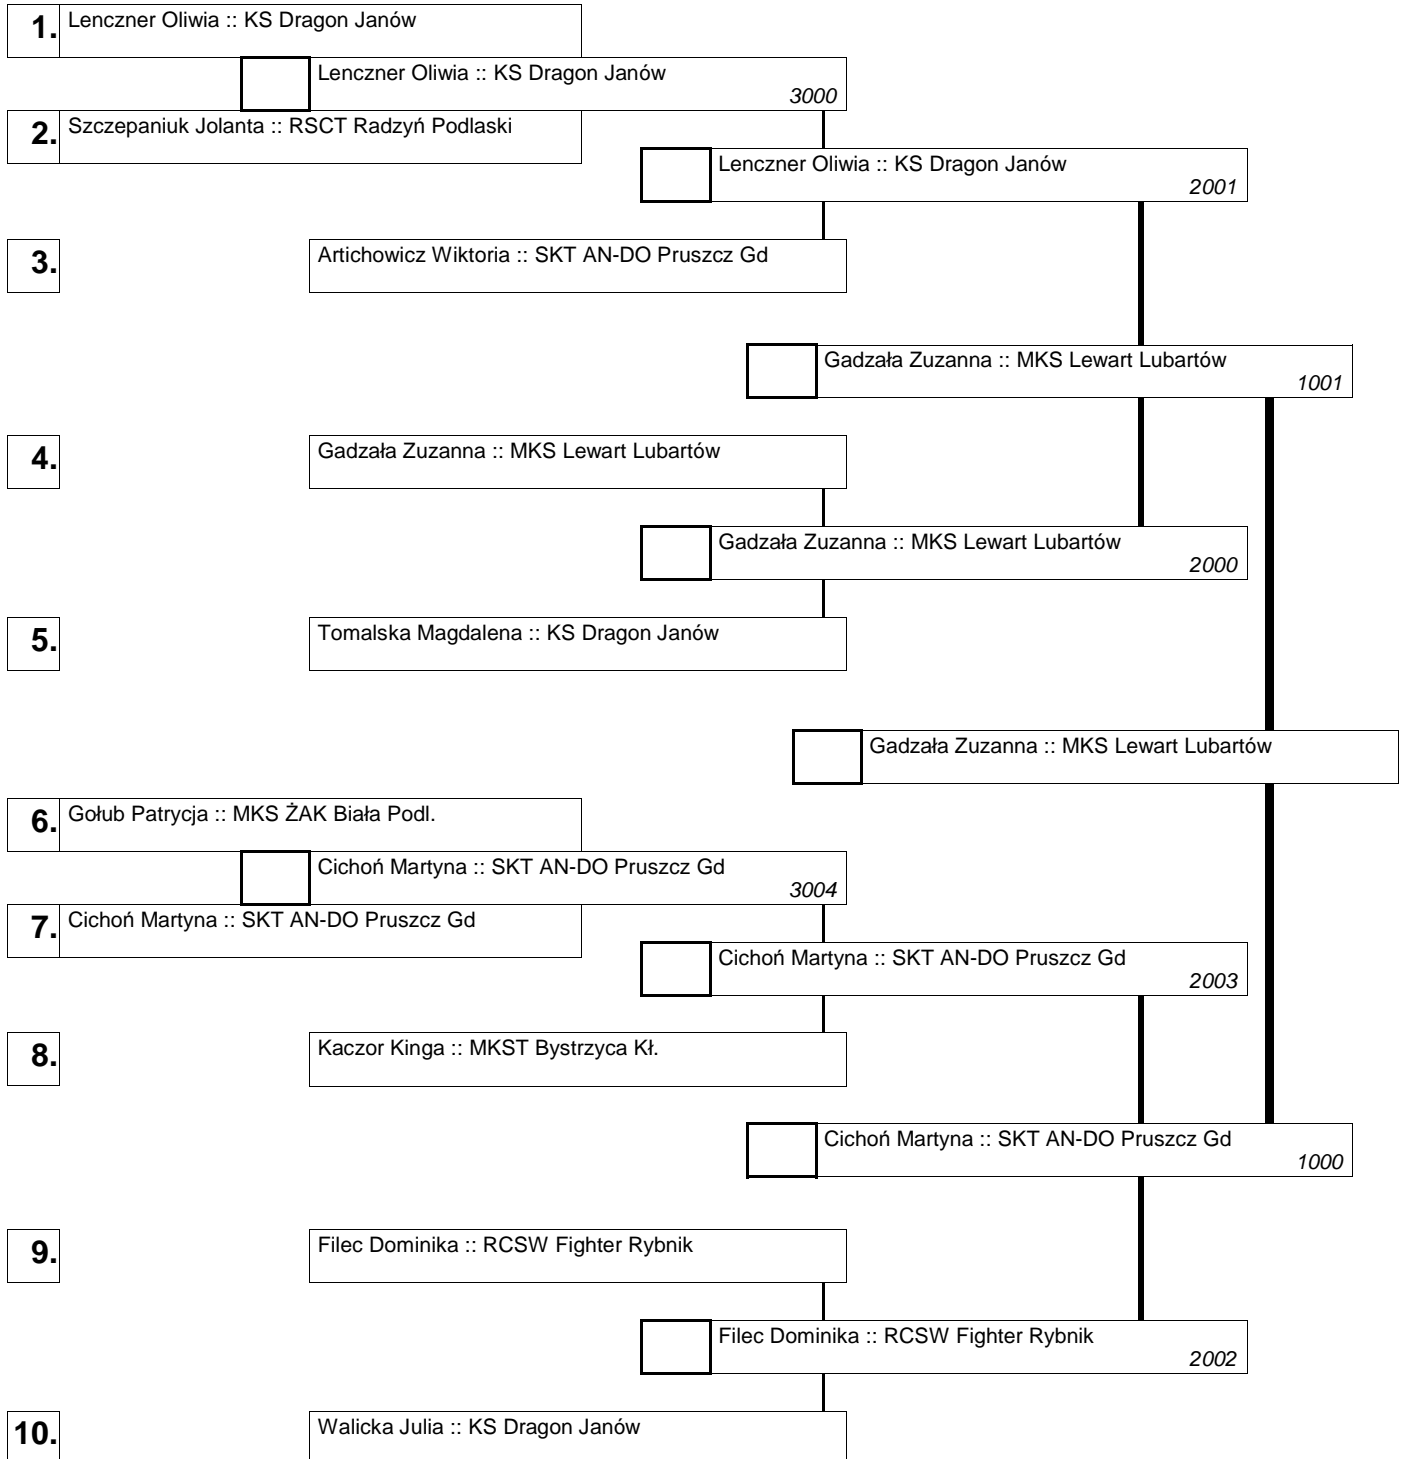 1. Lenczner Oliwia :: KS Dragon Janów
Lenczner Oliwia :: KS Dragon Janów
3000
2. Szczepaniuk Jolanta :: RSCT Radzyń Podlaski
Lenczner Oliwia :: KS Dragon Janów
2001
3. Artichowicz Wiktoria :: SKT AN-DO Pruszcz Gd
Gadzała Zuzanna :: MKS Lewart Lubartów
1001
4. Gadzała Zuzanna :: MKS Lewart Lubartów
Gadzała Zuzanna :: MKS Lewart Lubartów
2000
5. Tomalska Magdalena :: KS Dragon Janów
Gadzała Zuzanna :: MKS Lewart Lubartów
6. Gołub Patrycja :: MKS ŻAK Biała Podl.
Cichoń Martyna :: SKT AN-DO Pruszcz Gd
3004
7. Cichoń Martyna :: SKT AN-DO Pruszcz Gd
Cichoń Martyna :: SKT AN-DO Pruszcz Gd
2003
8. Kaczor Kinga :: MKST Bystrzyca Kł.
Cichoń Martyna :: SKT AN-DO Pruszcz Gd
1000
9. Filec Dominika :: RCSW Fighter Rybnik
Filec Dominika :: RCSW Fighter Rybnik
2002
10. Walicka Julia :: KS Dragon Janów